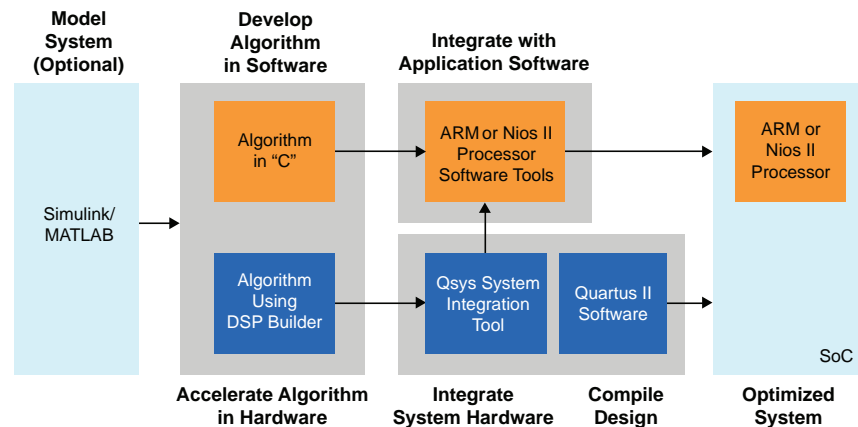 Model
System
(Optional)
Develop
Algorithm
in Software
Integrate with
Application Software
Simulink/
MATLAB
Algorithm
in “C”
ARM or Nios II
Processor
Software Tools
ARM or
Nios II
Processor
Algorithm
Using
DSP Builder
Qsys System
Integration
Tool
Quartus II
Software
SoC
Accelerate Algorithm
in Hardware
Integrate
System Hardware
Compile
Design
Optimized
System